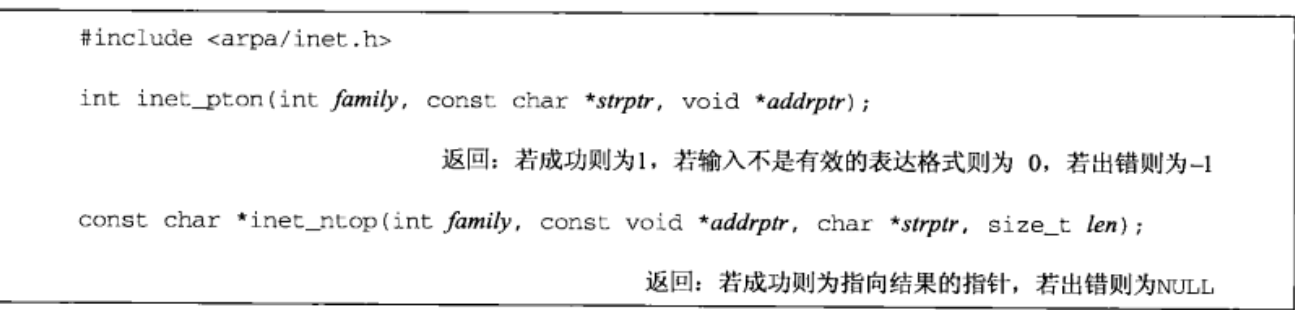 #include <arpa/inet.h>
int inet_pton(int family, const char *strptr, void *addrptr);
返回：若成功则为1，若输入不是有效的表达格式则为 0，若出错则为–1
const char *inet_ntop(int family, const void *addrptr, char *strptr, size_t len);
返回：若成功则为指向结果的指针，若出错则为NULL